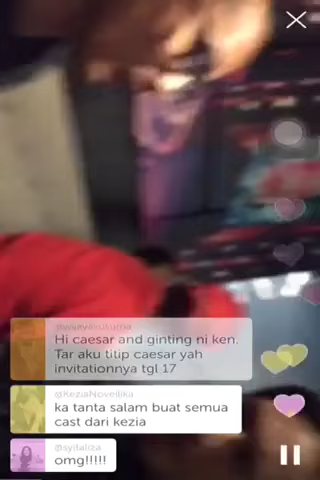 Hi caesar and ginting ni ken.
Tar aku titip caesar yah
invitationnya tgl 17
@KeziaNovellika
ka tanta salam buat semua
cast dari kezia
@syitaliza
omg!!!!!